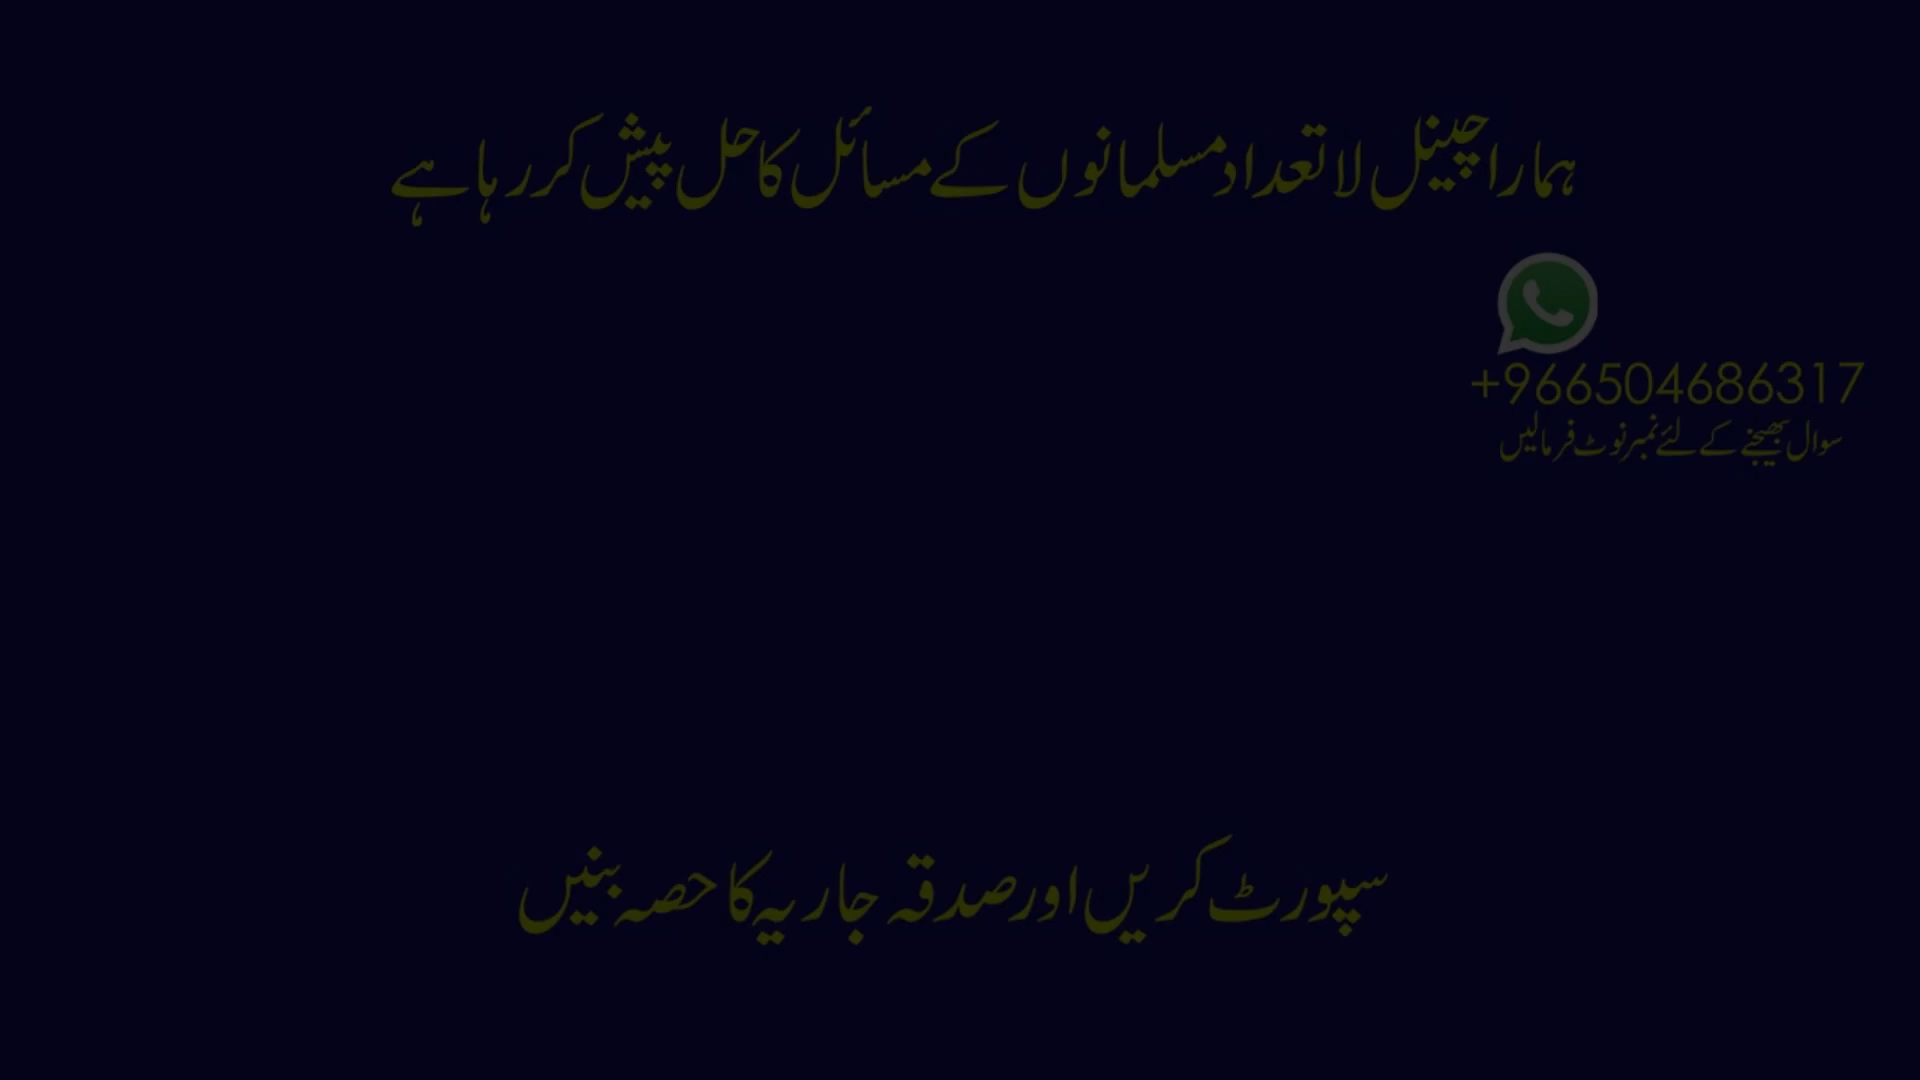 ہمارا چینل لاتعداد مسلمانوں کے مسائل کا حل پیش کر رہا ہے
+966504686317
سوال بھیجنے کے لئے نمبر نوٹ فرمالیں
سپورٹ کریں اور صدقہ جاریہ کا حصہ بنیں